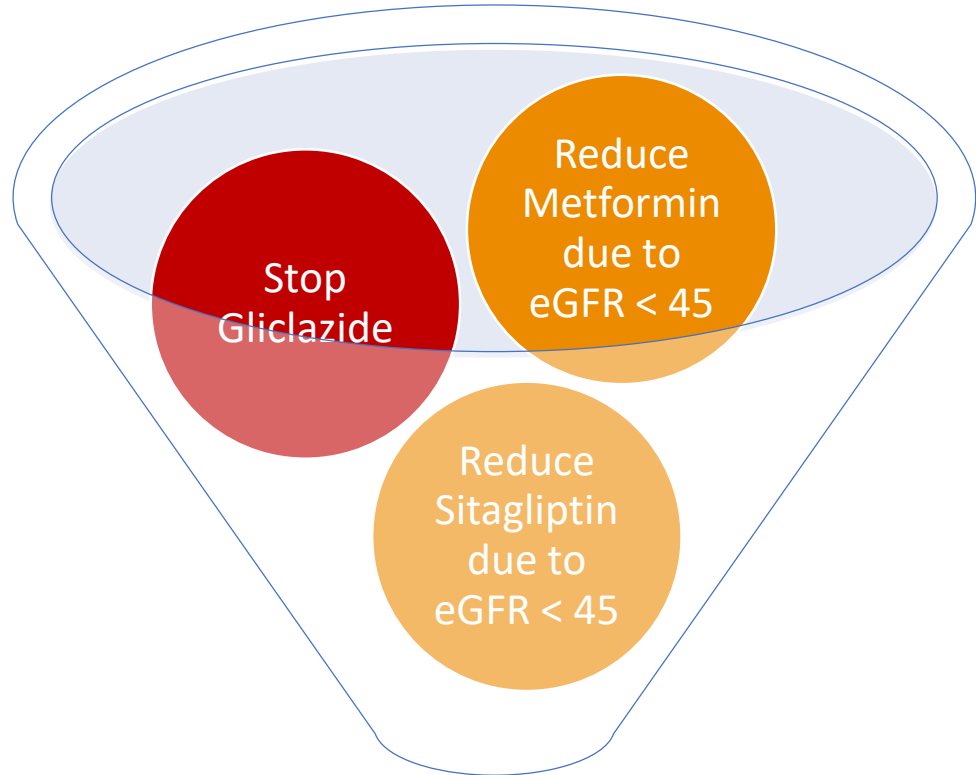 Stop
Gliclazide
Reduce
Metformin
due to
eGFR < 45
Reduce
Sitagliptin
due to
eGFR < 45